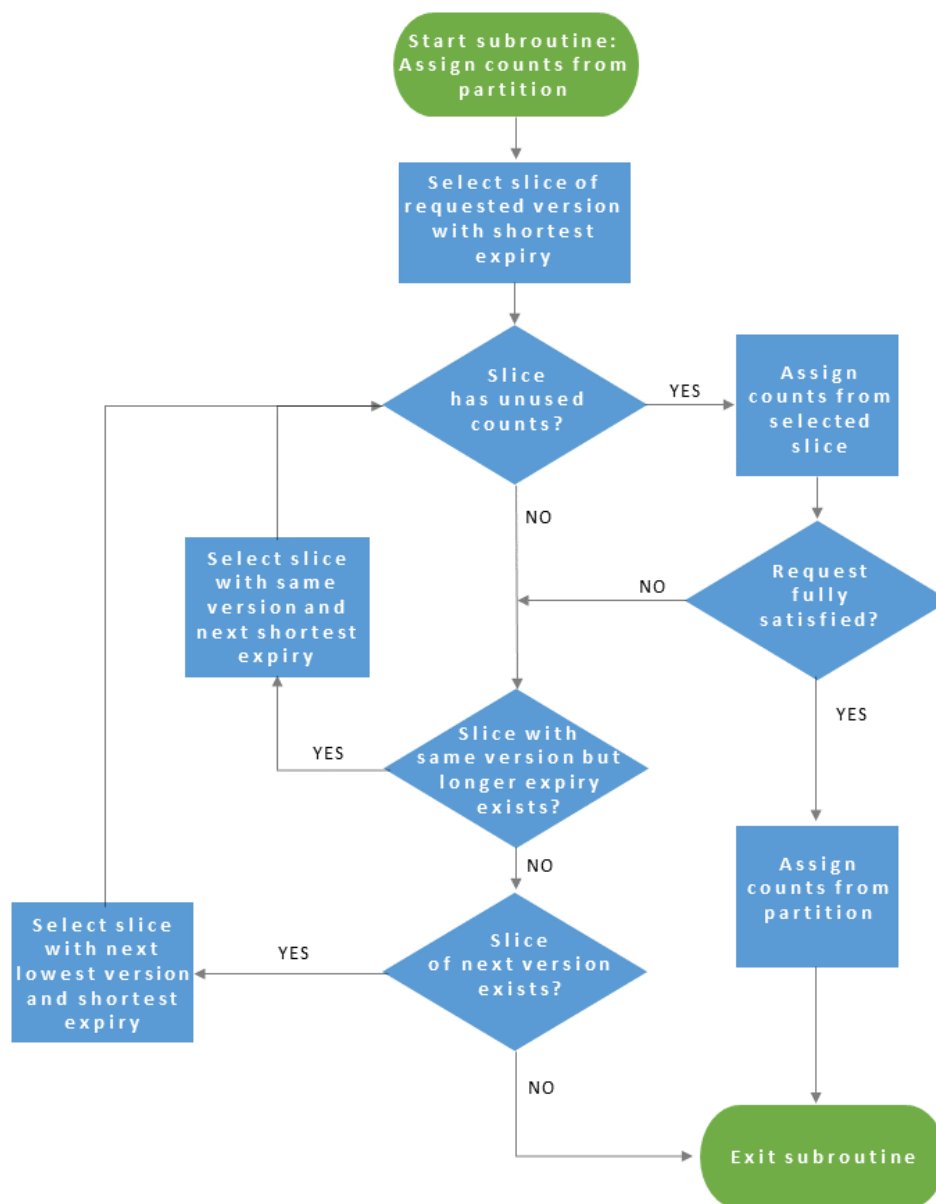 Start subroutine:
Assign counts from
partition
Select slice of
requested version
with shortest
expiry
Slice
has unused
counts?
YES
Assign
counts from
selected
slice
NO
Select slice
with same
version and
next shortest
expiry
NO
Request
fully
satisfied?
YES
YES
Slice with
same version but
longer expiry
exists?
NO
Assign
counts from
partition
Select slice
with next
lowest version
and shortest
expiry
YES
Slice
of next version
exists?
NO
Exit subroutine